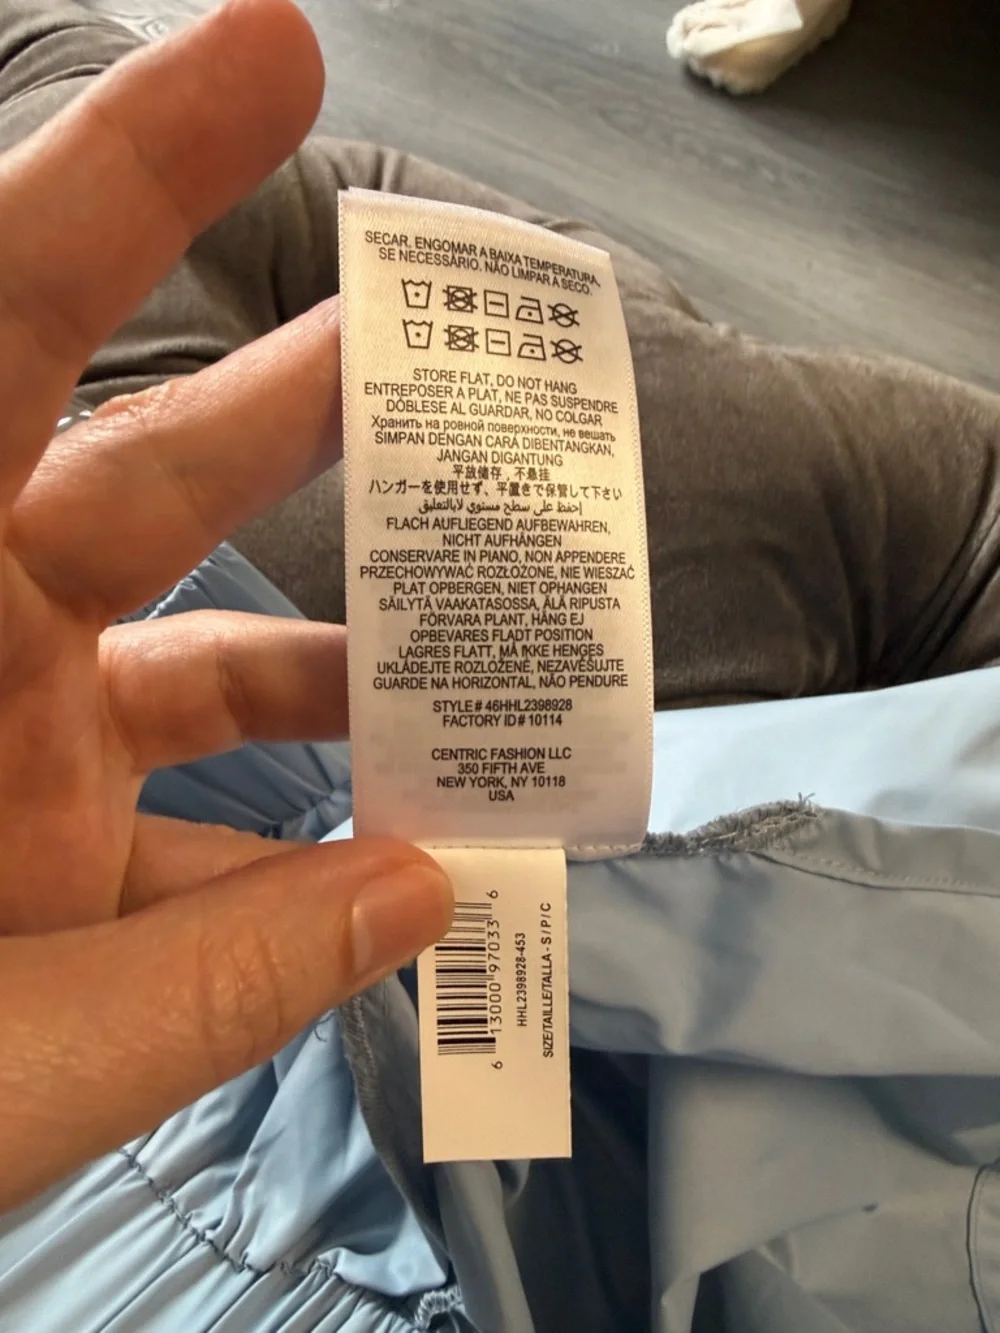 SECAR. ENGOMAR A BAIXA TEMPERATURA,
SE NECESSÁRIO. NÃO LIMPAR A SECO.
STORE FLAT, DO NOT HANG
ENTREPOSER A PLAT, NE PAS SUSPENDRE
DÓBLESE AL GUARDAR, NO COLGAR
Хранить на ровной поверхности, не вешать
SIMPAN DENGAN CARA DIBENTANGKAN,
JANGAN DIGANTUNG
平放储存，不悬挂
ハンガーを使用せず、平置きで保管して下さい
إحفظ على سطح مستوي لابالتعليق
FLACH AUFLIEGEND AUFBEWAHREN,
NICHT AUFHÄNGEN
CONSERVARE IN PIANO, NON APPENDERE
PRZECHOWYWAĆ ROZŁOŻONE, NIE WIESZAĆ
PLAT OPBERGEN, NIET OPHANGEN
SÄILYTÄ VAAKATASOSSA, ÄLÄ RIPUSTA
FÖRVARA PLANT, HÄNG EJ
OPBEVARES FLADT POSITION
LAGRES FLATT, MÅ IKKE HENGES
UKLÁDEJTE ROZLOŽENÉ, NEZAVĚŠUJTE
GUARDE NA HORIZONTAL, NÃO PENDURE
STYLE# 46HHL2398928
FACTORY ID# 10114
CENTRIC FASHION LLC
350 FIFTH AVE
NEW YORK, NY 10118
USA
6 13000 97033 6
HHL2398928-453
SIZE/TAILLE/TALLA - S / P / C